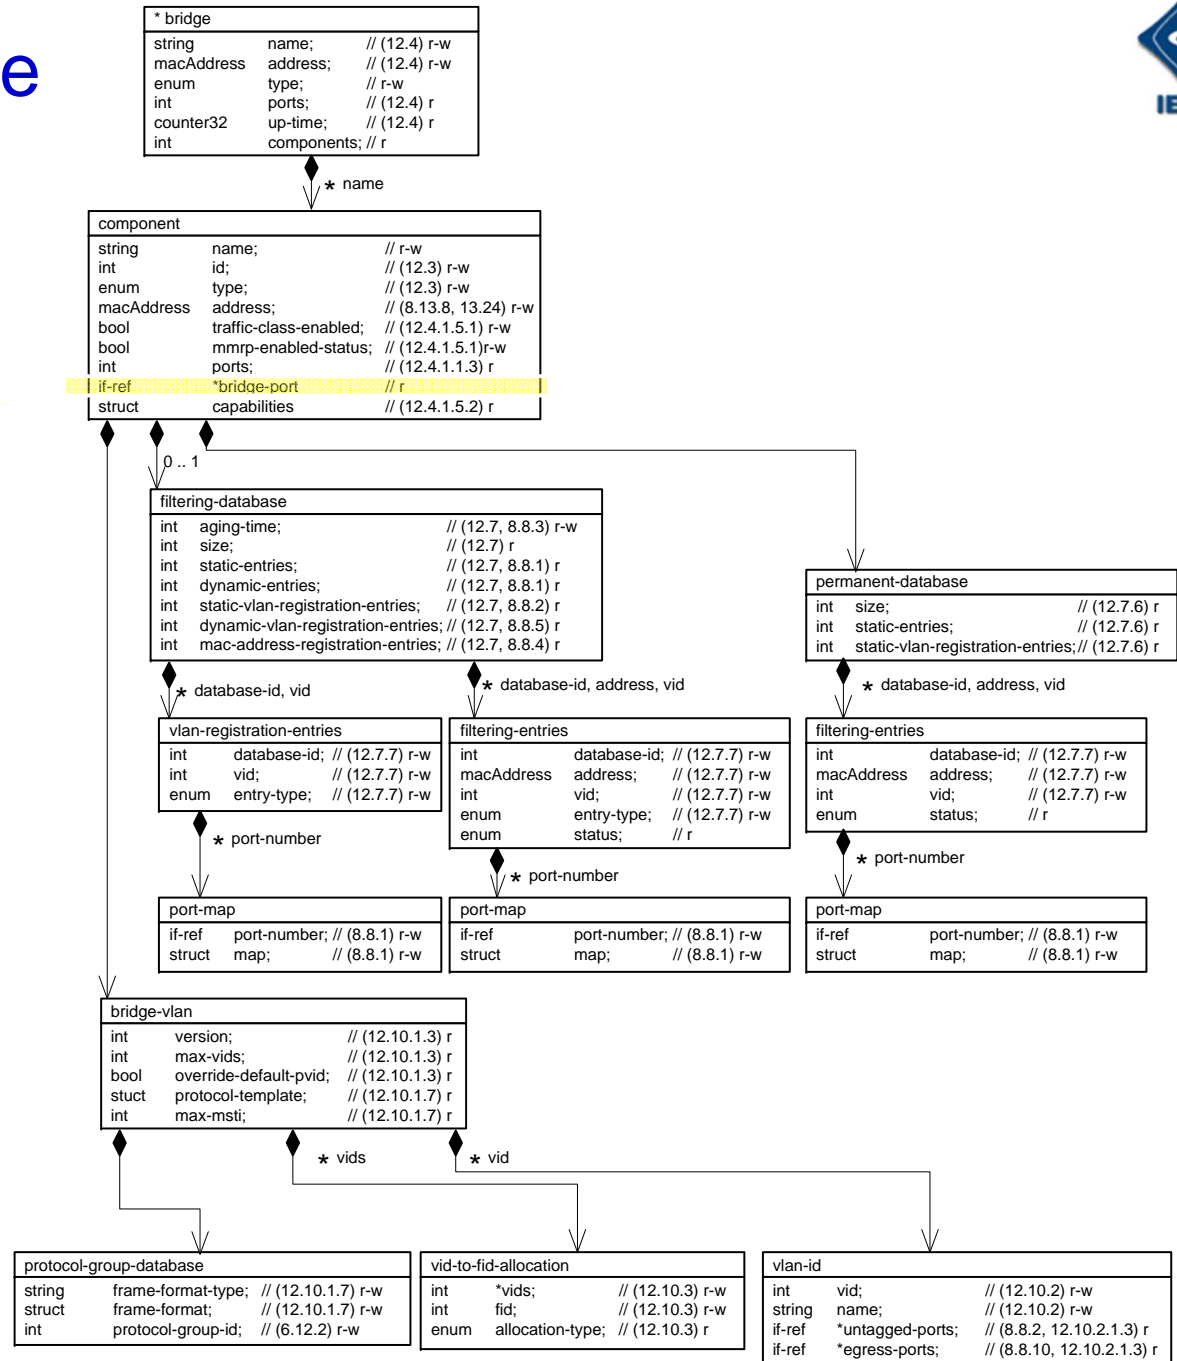 e
* bridge
string name; // (12.4) r-w
macAddress address; // (12.4) r-w
enum type; // r-w
int ports; // (12.4) r
counter32 up-time; // (12.4) r
int components; // r
* name
component
string name; // r-w
int id; // (12.3) r-w
enum type; // (12.3) r-w
macAddress address; // (8.13.8, 13.24) r-w
bool traffic-class-enabled; // (12.4.1.5.1) r-w
bool mmrp-enabled-status; // (12.4.1.5.1)r-w
int ports; // (12.4.1.1.3) r
if-ref *bridge-port // r
struct capabilities // (12.4.1.5.2) r
0 .. 1
filtering-database
int aging-time; // (12.7, 8.8.3) r-w
int size; // (12.7) r
int static-entries; // (12.7, 8.8.1) r
int dynamic-entries; // (12.7, 8.8.1) r
int static-vlan-registration-entries; // (12.7, 8.8.2) r
int dynamic-vlan-registration-entries; // (12.7, 8.8.5) r
int mac-address-registration-entries; // (12.7, 8.8.4) r
permanent-database
int size; // (12.7.6) r
int static-entries; // (12.7.6) r
int static-vlan-registration-entries; // (12.7.6) r
* database-id, vid
* database-id, address, vid
* database-id, address, vid
vlan-registration-entries
int database-id; // (12.7.7) r-w
int vid; // (12.7.7) r-w
enum entry-type; // (12.7.7) r-w
filtering-entries
int database-id; // (12.7.7) r-w
macAddress address; // (12.7.7) r-w
int vid; // (12.7.7) r-w
enum entry-type; // (12.7.7) r-w
enum status; // r
filtering-entries
int database-id; // (12.7.7) r-w
macAddress address; // (12.7.7) r-w
int vid; // (12.7.7) r-w
enum status; // r
* port-number
* port-number
* port-number
port-map
if-ref port-number; // (8.8.1) r-w
struct map; // (8.8.1) r-w
port-map
if-ref port-number; // (8.8.1) r-w
struct map; // (8.8.1) r-w
port-map
if-ref port-number; // (8.8.1) r-w
struct map; // (8.8.1) r-w
bridge-vlan
int version; // (12.10.1.3) r
int max-vids; // (12.10.1.3) r
bool override-default-pvid; // (12.10.1.3) r
stuct protocol-template; // (12.10.1.7) r
int max-msti; // (12.10.1.7) r
* vids
* vid
protocol-group-database
string frame-format-type; // (12.10.1.7) r-w
struct frame-format; // (12.10.1.7) r-w
int protocol-group-id; // (6.12.2) r-w
vid-to-fid-allocation
int *vids; // (12.10.3) r-w
int fid; // (12.10.3) r-w
enum allocation-type; // (12.10.3) r
vlan-id
int vid; // (12.10.2) r-w
string name; // (12.10.2) r-w
if-ref *untagged-ports; // (8.8.2, 12.10.2.1.3) r
if-ref *egress-ports; // (8.8.10, 12.10.2.1.3) r